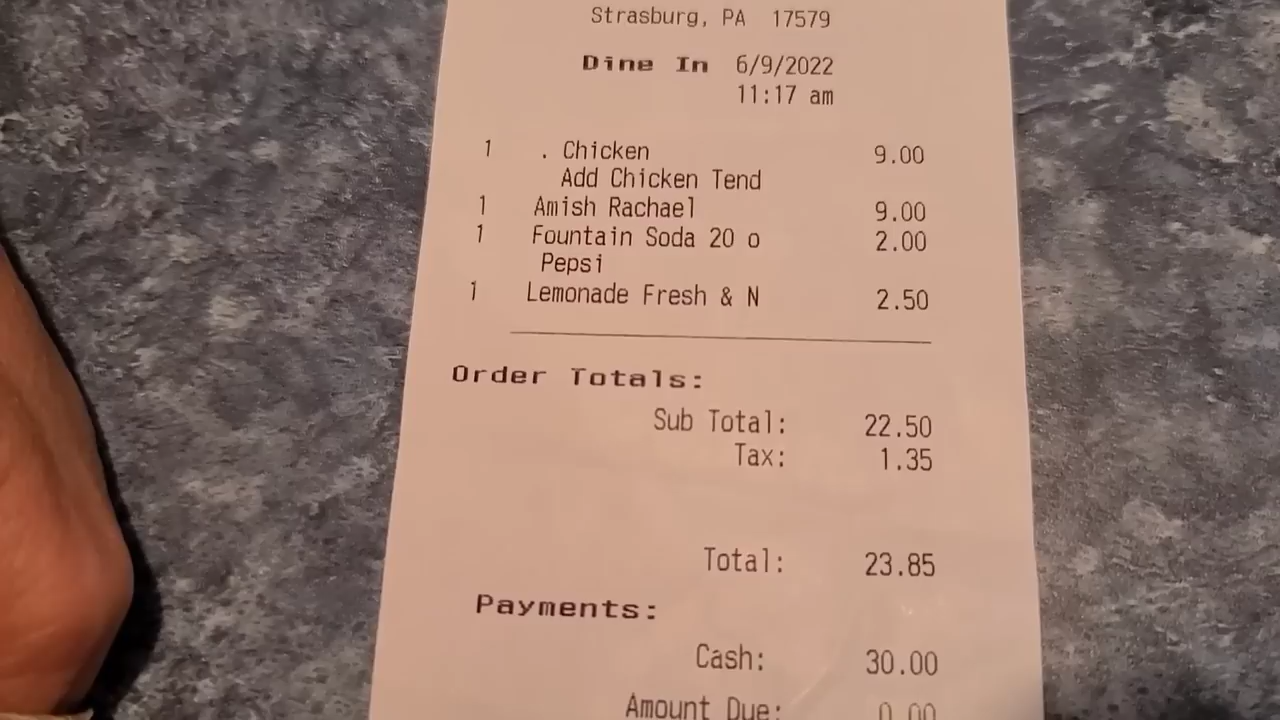 Strasburg, PA 17579
Dine In 6/9/2022
11:17 am
1 . Chicken 9.00
Add Chicken Tend
1 Amish Rachael 9.00
1 Fountain Soda 20 o 2.00
Pepsi
1 Lemonade Fresh & N 2.50
Order Totals:
Sub Total: 22.50
Tax: 1.35
Total: 23.85
Payments:
Cash: 30.00
Amount Due: 0.00